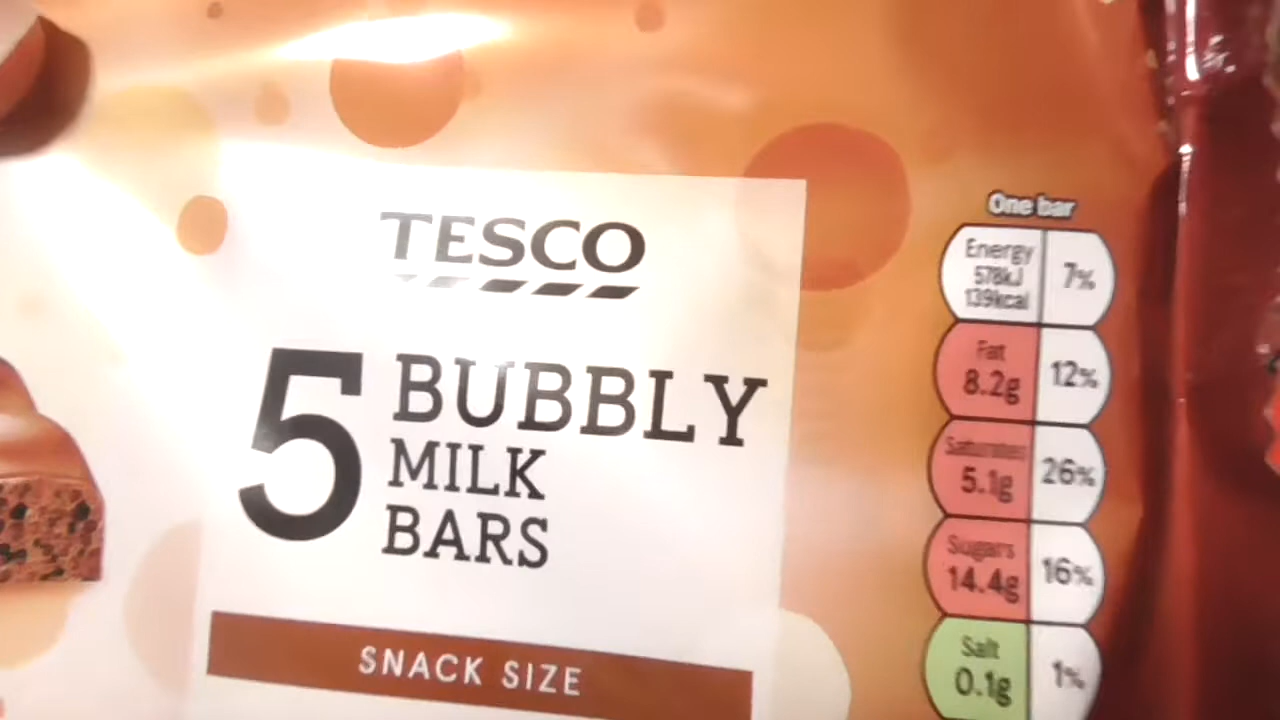 TESCO
5 BUBBLY
MILK
BARS
SNACK SIZE
One bar
Energy
578kJ
139kcal
7%
Fat
8.2g
12%
Saturates
5.1g
26%
Sugars
14.4g
16%
Salt
0.1g
1%